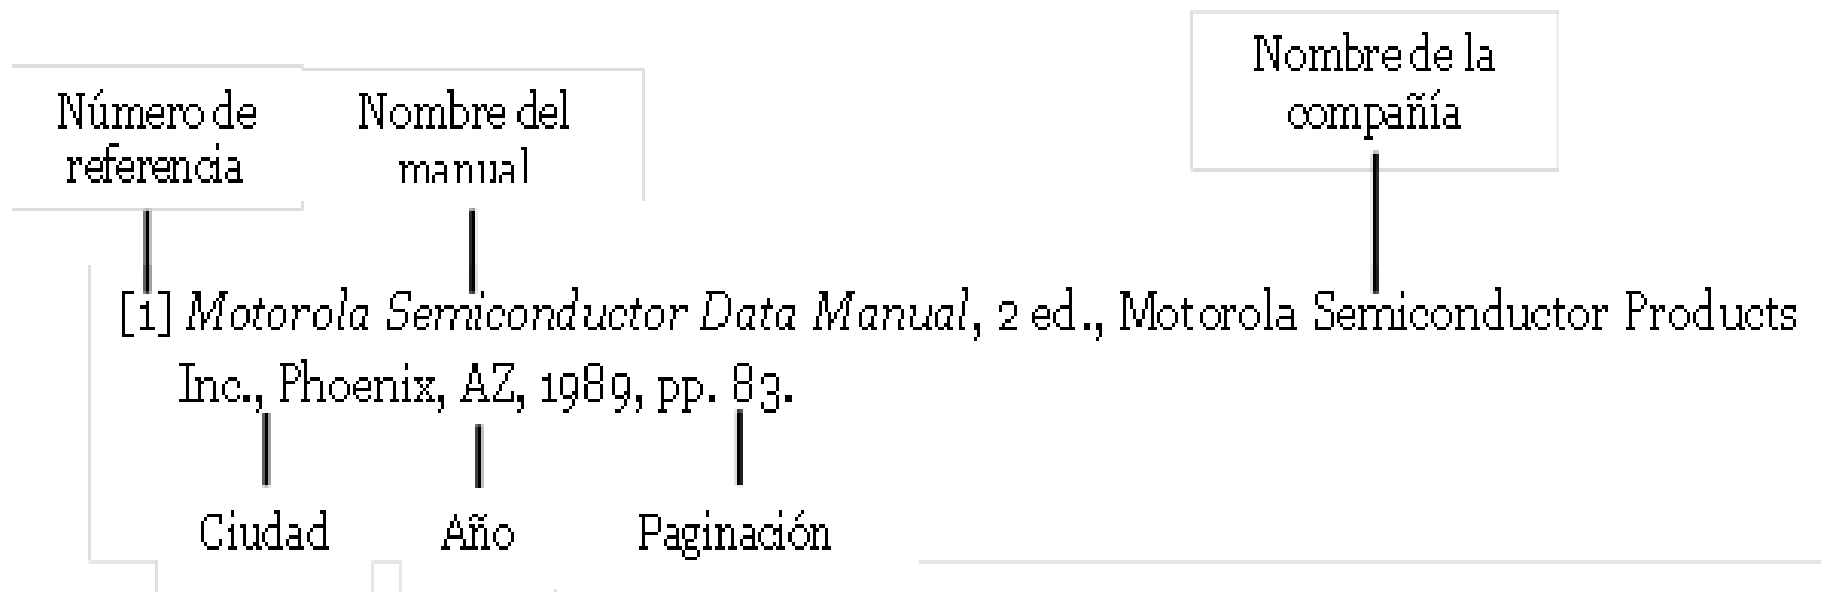 Nombre de la
compañía
Número de
referencia
Nombre del
manual
[1] Motorola Semiconductor Data Manual, 2 ed., Motorola Semiconductor Products
Inc., Phoenix, AZ, 1989, pp. 83.
Ciudad
Año
Paginación